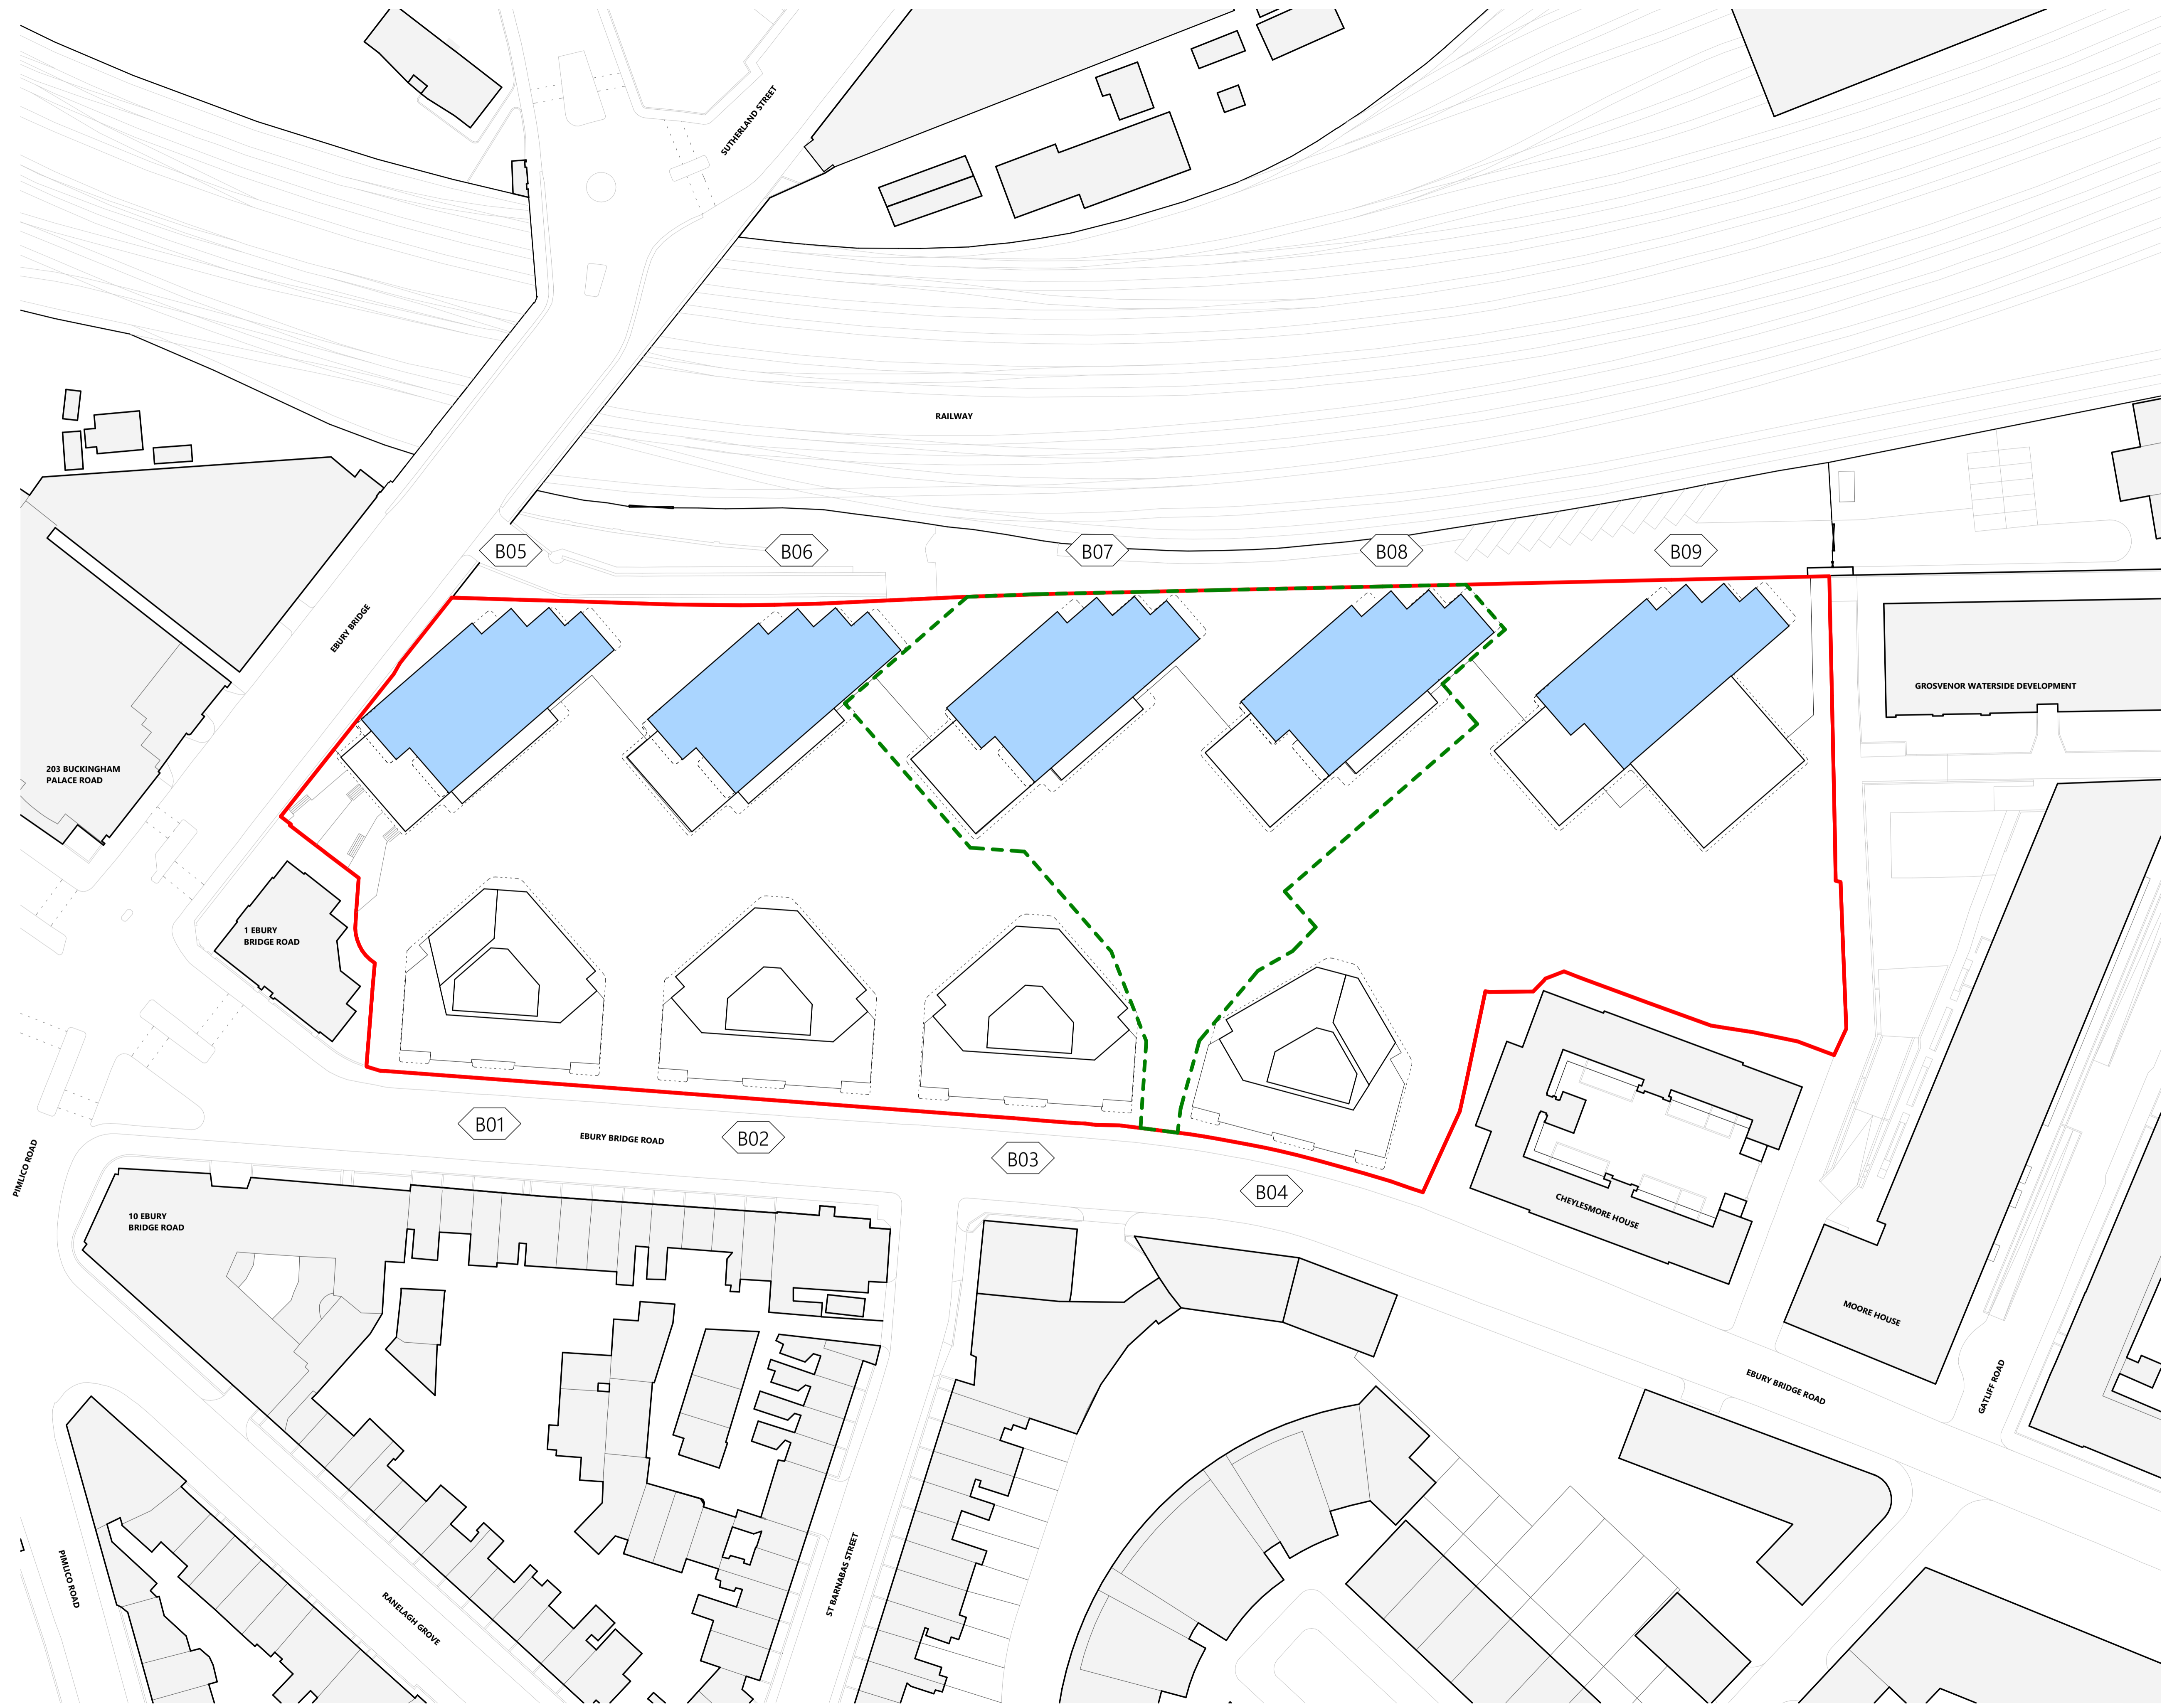 SUTHERLAND STREET
RAILWAY
B05
B06
B07
B08
B09
EBURY BRIDGE
GROSVENOR WATERSIDE DEVELOPMENT
203 BUCKINGHAM
PALACE ROAD
1 EBURY
BRIDGE ROAD
B01
B02
B03
B04
EBURY BRIDGE ROAD
PIMLICO ROAD
10 EBURY
BRIDGE ROAD
CHEYLESMORE HOUSE
MOORE HOUSE
EBURY BRIDGE ROAD
GATLIFF ROAD
PIMLICO ROAD
RANELAGH GROVE
ST BARNABAS STREET